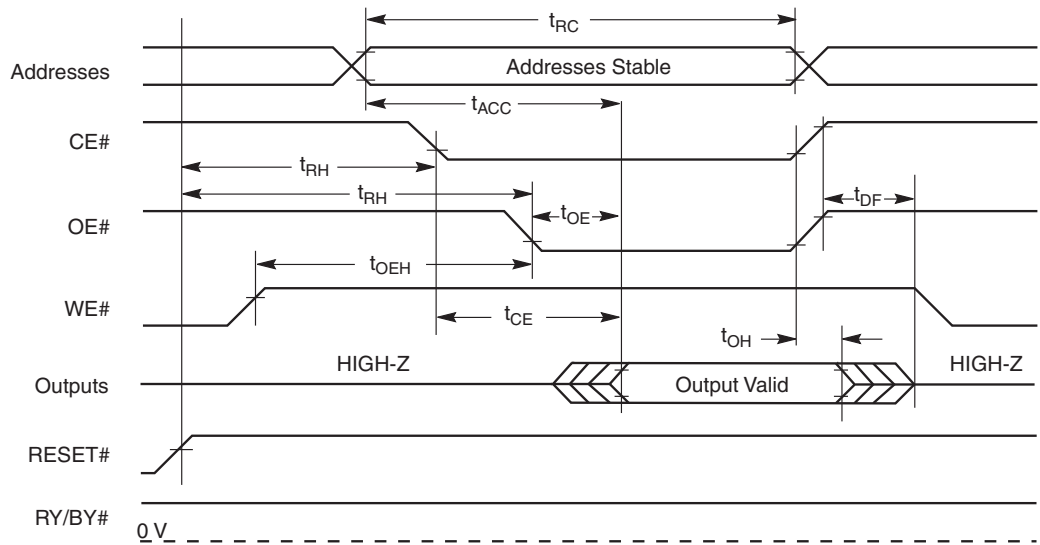 tRC
Addresses
Addresses Stable
tACC
CE#
tRH
tRH
OE#
tOE
tDF
tOEH
WE#
tCE
tOH
HIGH-Z
HIGH-Z
Outputs
Output Valid
RESET#
RY/BY#
0 V